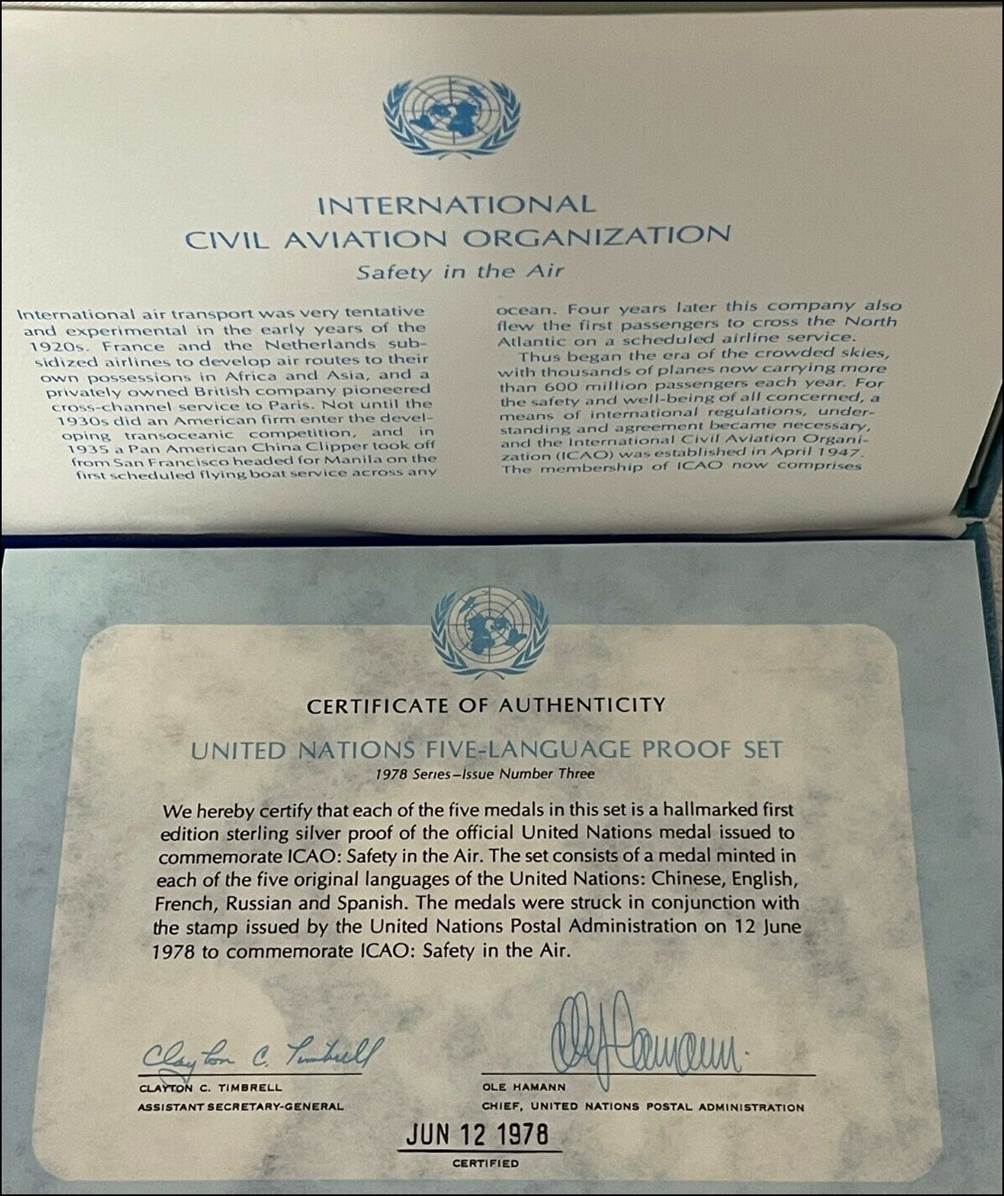 INTERNATIONAL
CIVIL AVIATION ORGANIZATION
Safety in the Air
International air transport was very tentative
and experimental in the early years of the
1920s. France and the Netherlands sub-
sidized airlines to develop air routes to their
own possessions in Africa and Asia, and a
privately owned British company pioneered
cross-channel service to Paris. Not until the
1930s did an American firm enter the devel-
oping transoceanic competition, and in
1935 a Pan American China Clipper took off
from San Francisco headed for Manila on the
first scheduled flying boat service across any
ocean. Four years later this company also
flew the first passengers to cross the North
Atlantic on a scheduled airline service.
Thus began the era of the crowded skies,
with thousands of planes now carrying more
than 600 million passengers each year. For
the safety and well-being of all concerned, a
means of international regulations, under-
standing and agreement became necessary,
and the International Civil Aviation Organi-
zation (ICAO) was established in April 1947.
The membership of ICAO now comprises
CERTIFICATE OF AUTHENTICITY
UNITED NATIONS FIVE-LANGUAGE PROOF SET
1978 Series–Issue Number Three
We hereby certify that each of the five medals in this set is a hallmarked first
edition sterling silver proof of the official United Nations medal issued to
commemorate ICAO: Safety in the Air. The set consists of a medal minted in
each of the five original languages of the United Nations: Chinese, English,
French, Russian and Spanish. The medals were struck in conjunction with
the stamp issued by the United Nations Postal Administration on 12 June
1978 to commemorate ICAO: Safety in the Air.
Clayton C. Timbrell
Ole Hamann
CLAYTON C. TIMBRELL
OLE HAMANN
ASSISTANT SECRETARY-GENERAL
CHIEF, UNITED NATIONS POSTAL ADMINISTRATION
JUN 12 1978
CERTIFIED